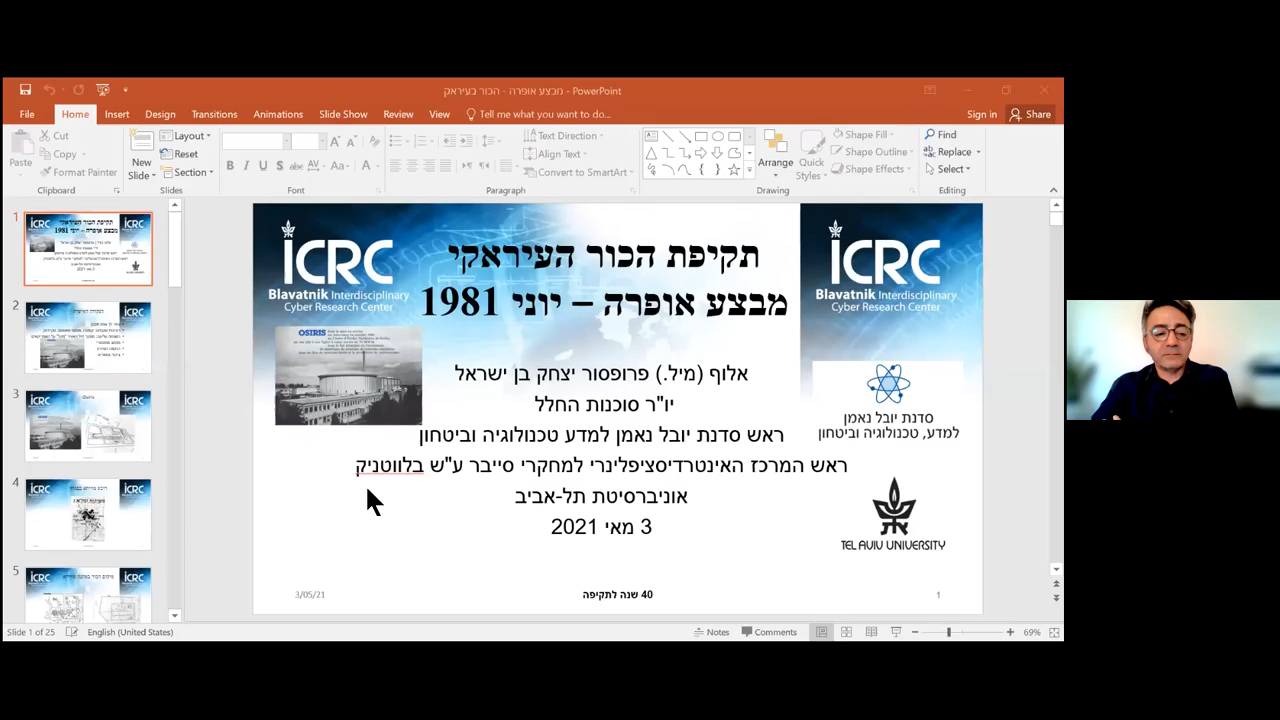 מבצע אופרה - הכור בעיראק - PowerPoint
File Home Insert Design Transitions Animations Slide Show Review View Tell me what you want to do... Sign in Share
Paste
Cut
Copy
Format Painter
Clipboard
New Slide
Layout
Reset
Section
Slides
Font
Text Direction
Align Text
Convert to SmartArt
Paragraph
Arrange
Quick Styles
Shape Fill
Shape Outline
Shape Effects
Drawing
Find
Replace
Select
Editing
1
2
3
4
5
ICRC
Blavatnik Interdisciplinary
Cyber Research Center
תקיפת הכור העיראקי
מבצע אופרה – יוני 1981
ICRC
Blavatnik Interdisciplinary
Cyber Research Center
OSIRIS
אלוף (מיל.) פרופסור יצחק בן ישראל
יו"ר סוכנות החלל
ראש סדנת יובל נאמן למדע טכנולוגיה וביטחון
ראש המרכז האינטרדיסציפלינרי למחקרי סייבר ע"ש בלווטניק
אוניברסיטת תל-אביב
3 מאי 2021
סדנת יובל נאמן
למדע, טכנולוגיה וביטחון
TEL AVIV UNIVERSITY
3/05/21
40 שנה לתקיפה
1
Slide 1 of 25 English (United States) Notes Comments 69%